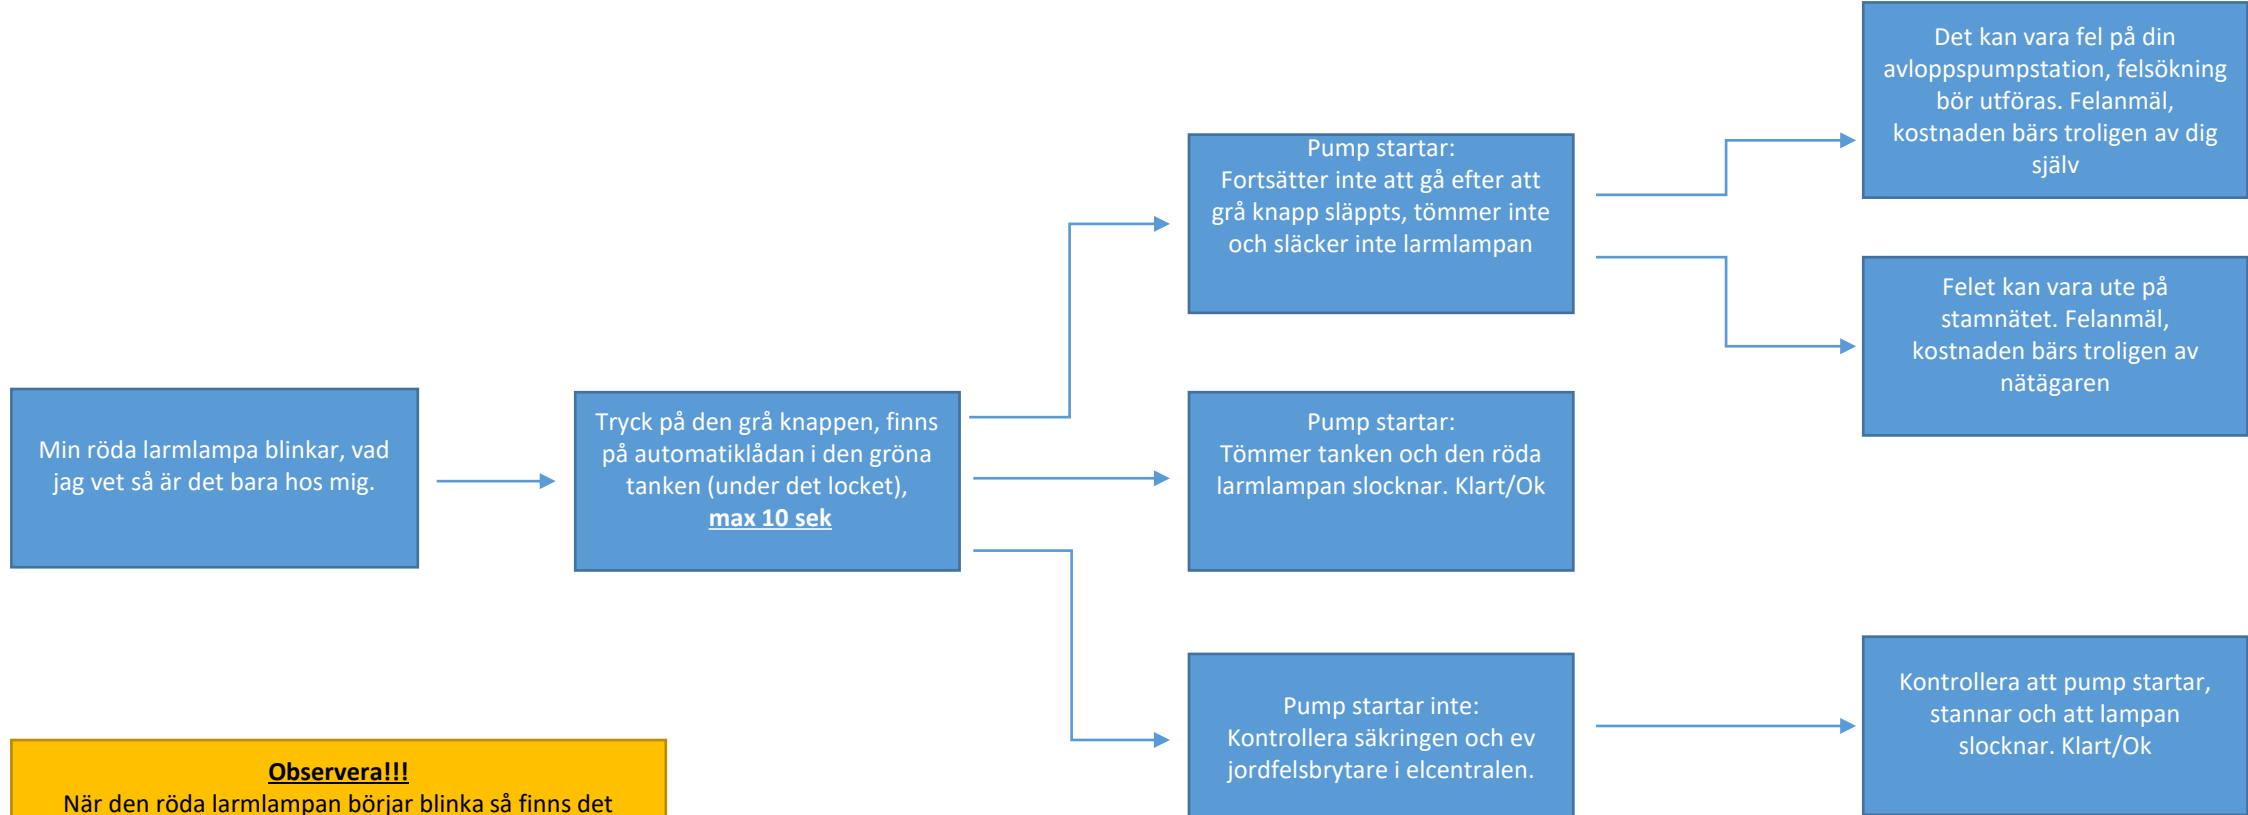 Min röda larmlampa blinkar, vad
jag vet så är det bara hos mig.
Tryck på den grå knappen, finns
på automatiklådan i den gröna
tanken (under det locket),
max 10 sek
Pump startar:
Fortsätter inte att gå efter att
grå knapp släppts, tömmer inte
och släcker inte larmlampan
Det kan vara fel på din
avloppspumpstation, felsökning
bör utföras. Felanmäl,
kostnaden bärs troligen av dig
själv
Felet kan vara ute på
stamnätet. Felanmäl,
kostnaden bärs troligen av
nätägaren
Pump startar:
Tömmer tanken och den röda
larmlampan slocknar. Klart/Ok
Pump startar inte:
Kontrollera säkringen och ev
jordfelsbrytare i elcentralen.
Kontrollera att pump startar,
stannar och att lampan
slocknar. Klart/Ok
Observera!!!
När den röda larmlampan börjar blinka så finns det